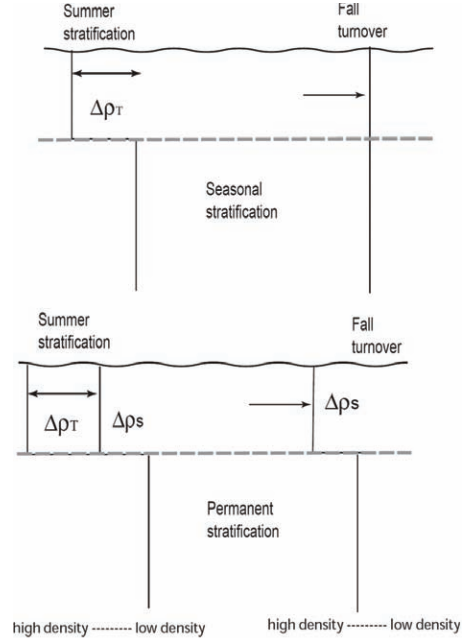 Summer
stratification
Fall
turnover
ΔρT
Seasonal
stratification
Summer
stratification
Fall
turnover
ΔρT
Δρs
Δρs
Permanent
stratification
high density -------- low density
high density -------- low density